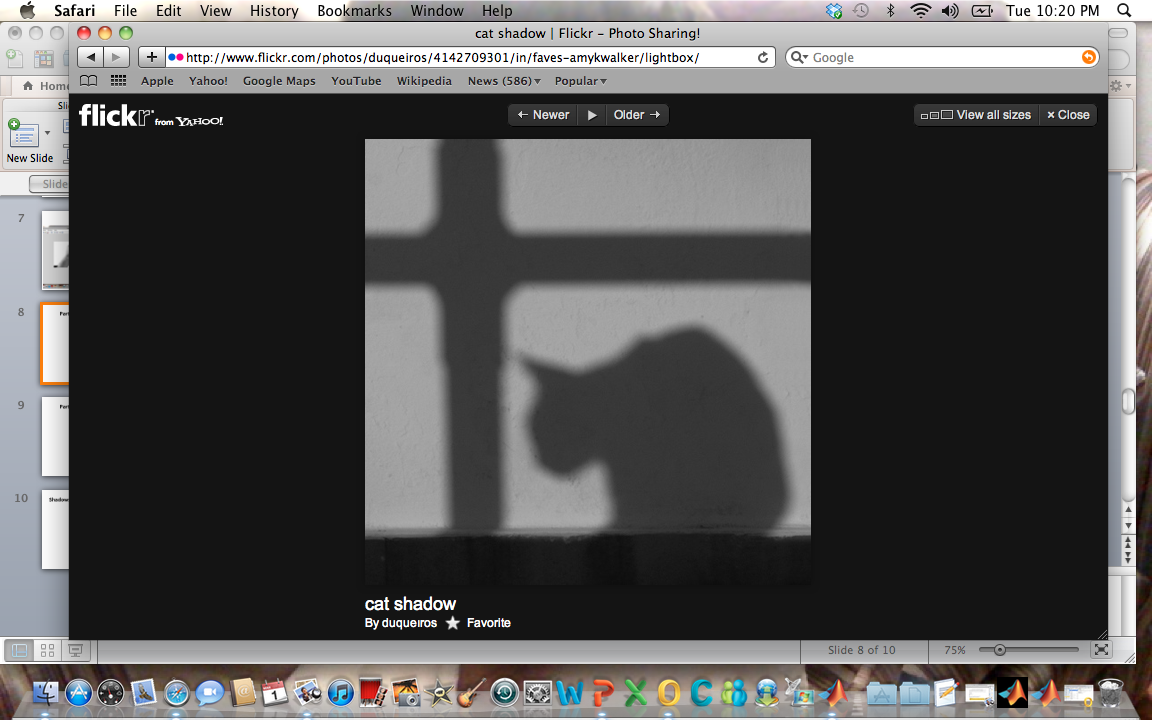 Safari File Edit View History Bookmarks Window Help Tue 10:20 PM
cat shadow | Flickr – Photo Sharing!
http://www.flickr.com/photos/duqueiros/4142709301/in/faves-amykwalker/lightbox/ Google
Apple Yahoo! Google Maps YouTube Wikipedia News (586) Popular
Home
flickr from YAHOO!
← Newer Older →
View all sizes × Close
New Slide
Slide
7
8
9
10
cat shadow
By duqueiros Favorite
Slide 8 of 10 75%
1
W P X O C